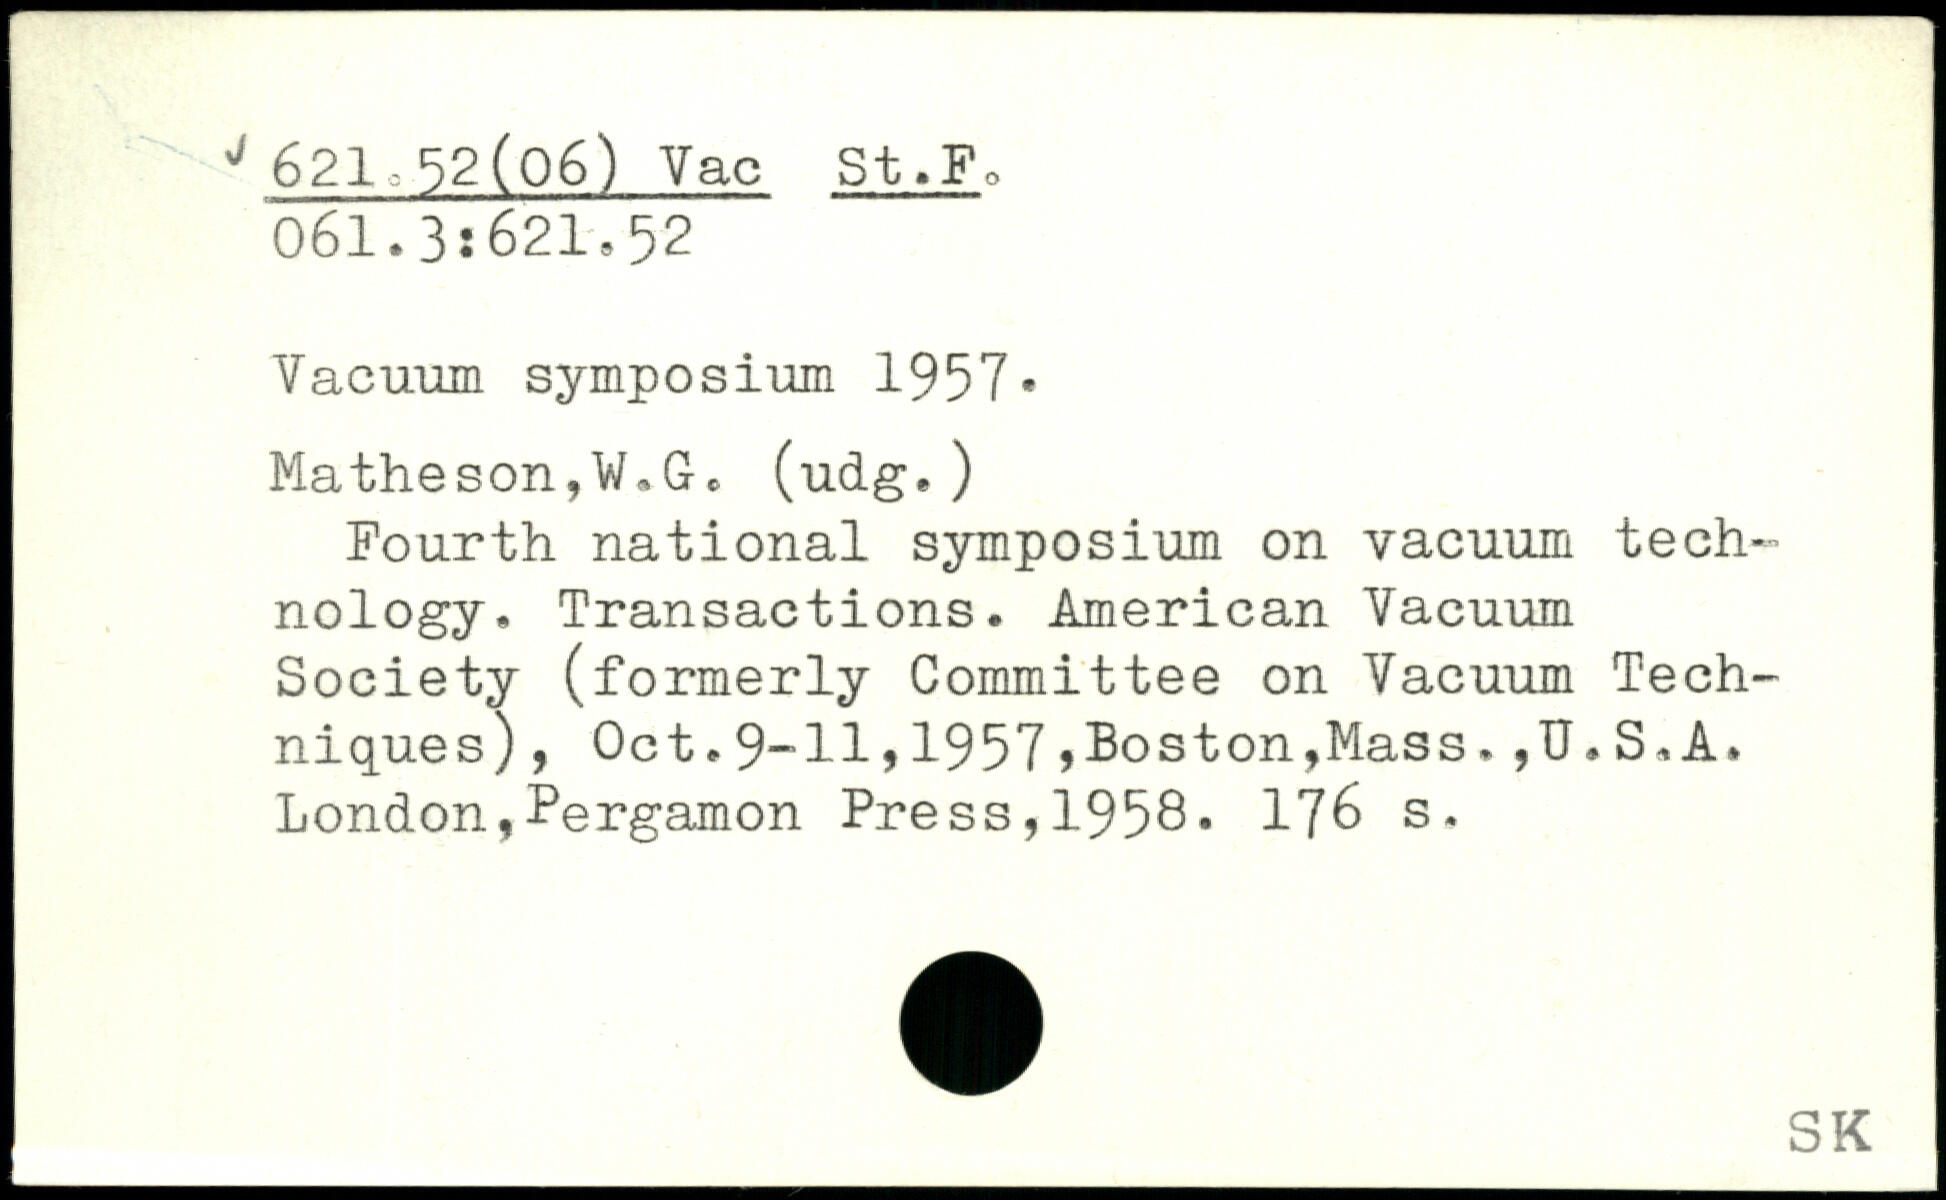 621.52(06) Vac St.F.
061.3:621.52
Vacuum symposium 1957.
Matheson,W.G. (udg.)
Fourth national symposium on vacuum tech-
nology. Transactions. American Vacuum
Society (formerly Committee on Vacuum Tech-
niques), Oct.9-11,1957,Boston,Mass.,U.S.A.
London,Pergamon Press,1958. 176 s.
SK